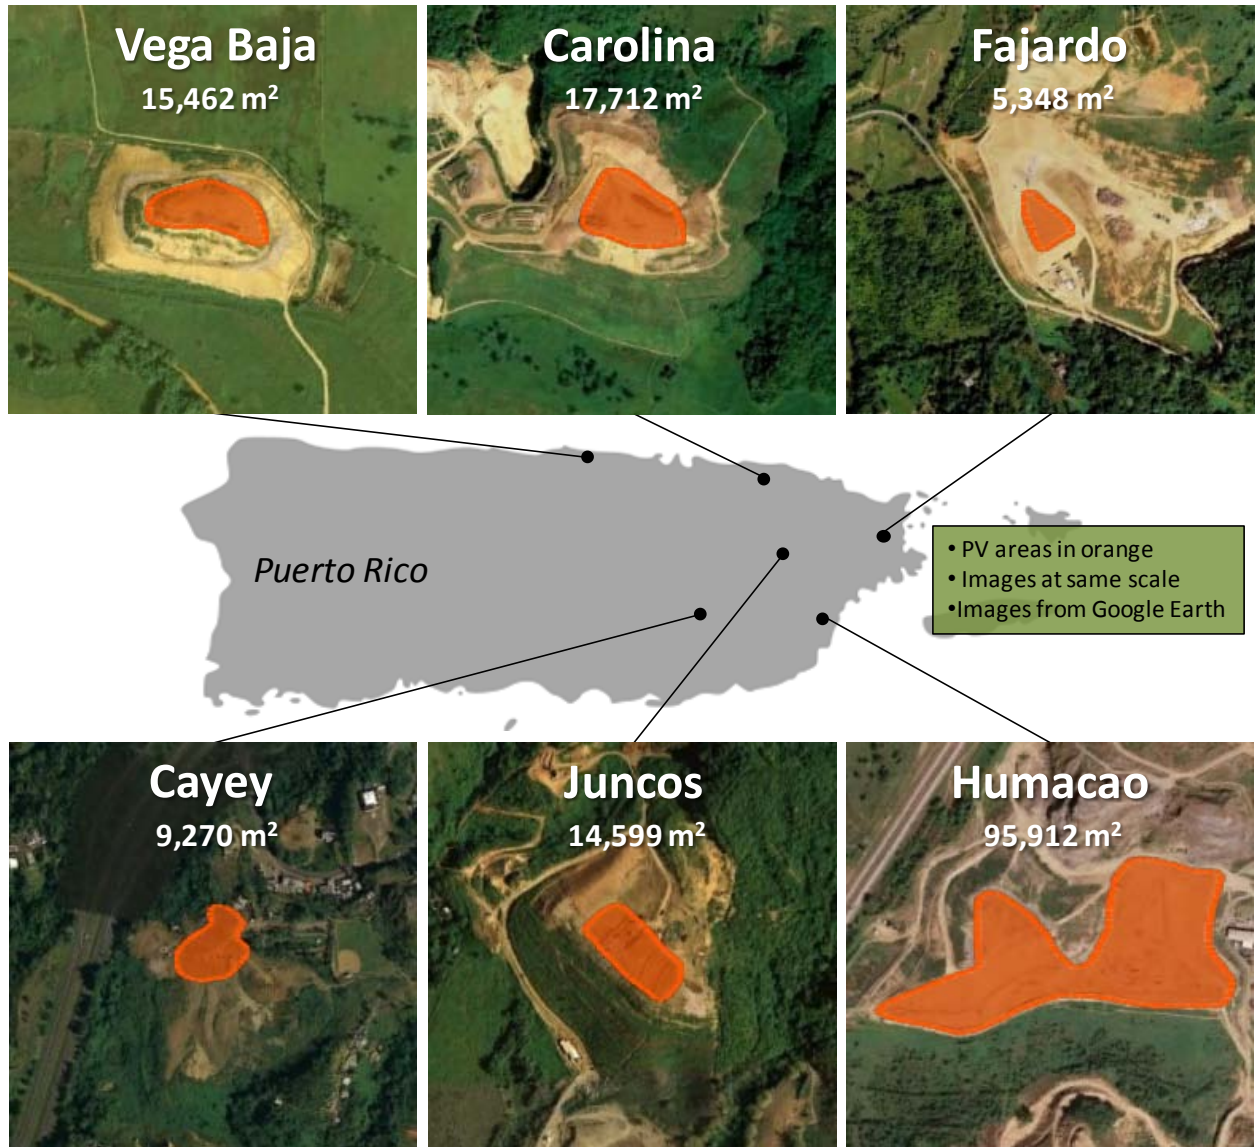 Vega Baja
15,462 m²
Carolina
17,712 m²
Fajardo
5,348 m²
Puerto Rico
• PV areas in orange
• Images at same scale
•Images from Google Earth
Cayey
9,270 m²
Juncos
14,599 m²
Humacao
95,912 m²